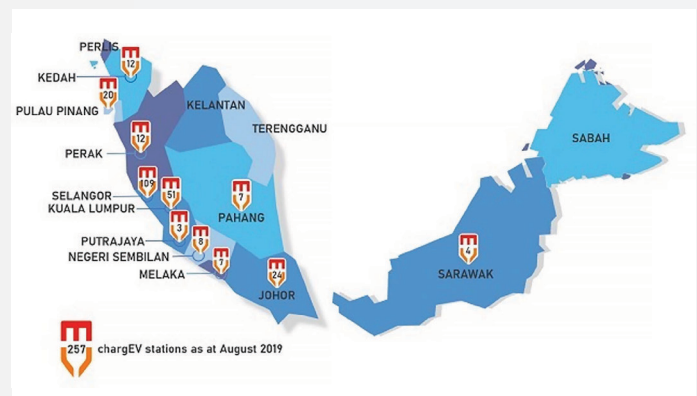 PERLIS
12
KEDAH
20
PULAU PINANG
KELANTAN
TERENGGANU
12
PERAK
109
SELANGOR
51
KUALA LUMPUR
7
PAHANG
3
PUTRAJAYA
8
NEGERI SEMBILAN
7
MELAKA
24
JOHOR
SABAH
4
SARAWAK
257 chargEV stations as at August 2019